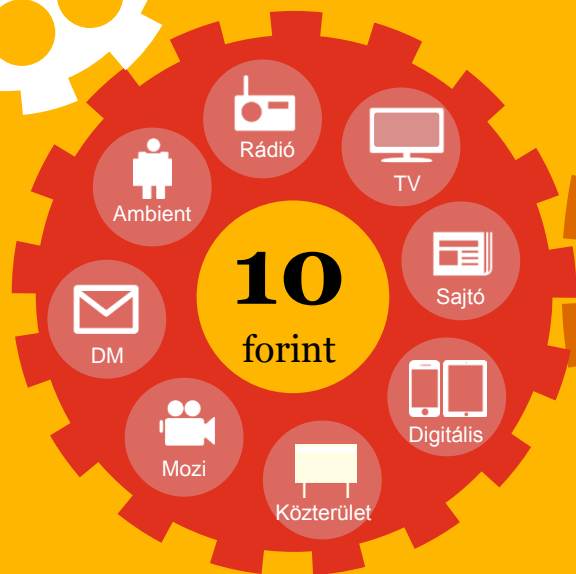 Rádió
TV
Ambient
Sajtó
10
forint
DM
Digitális
Mozi
Közterület